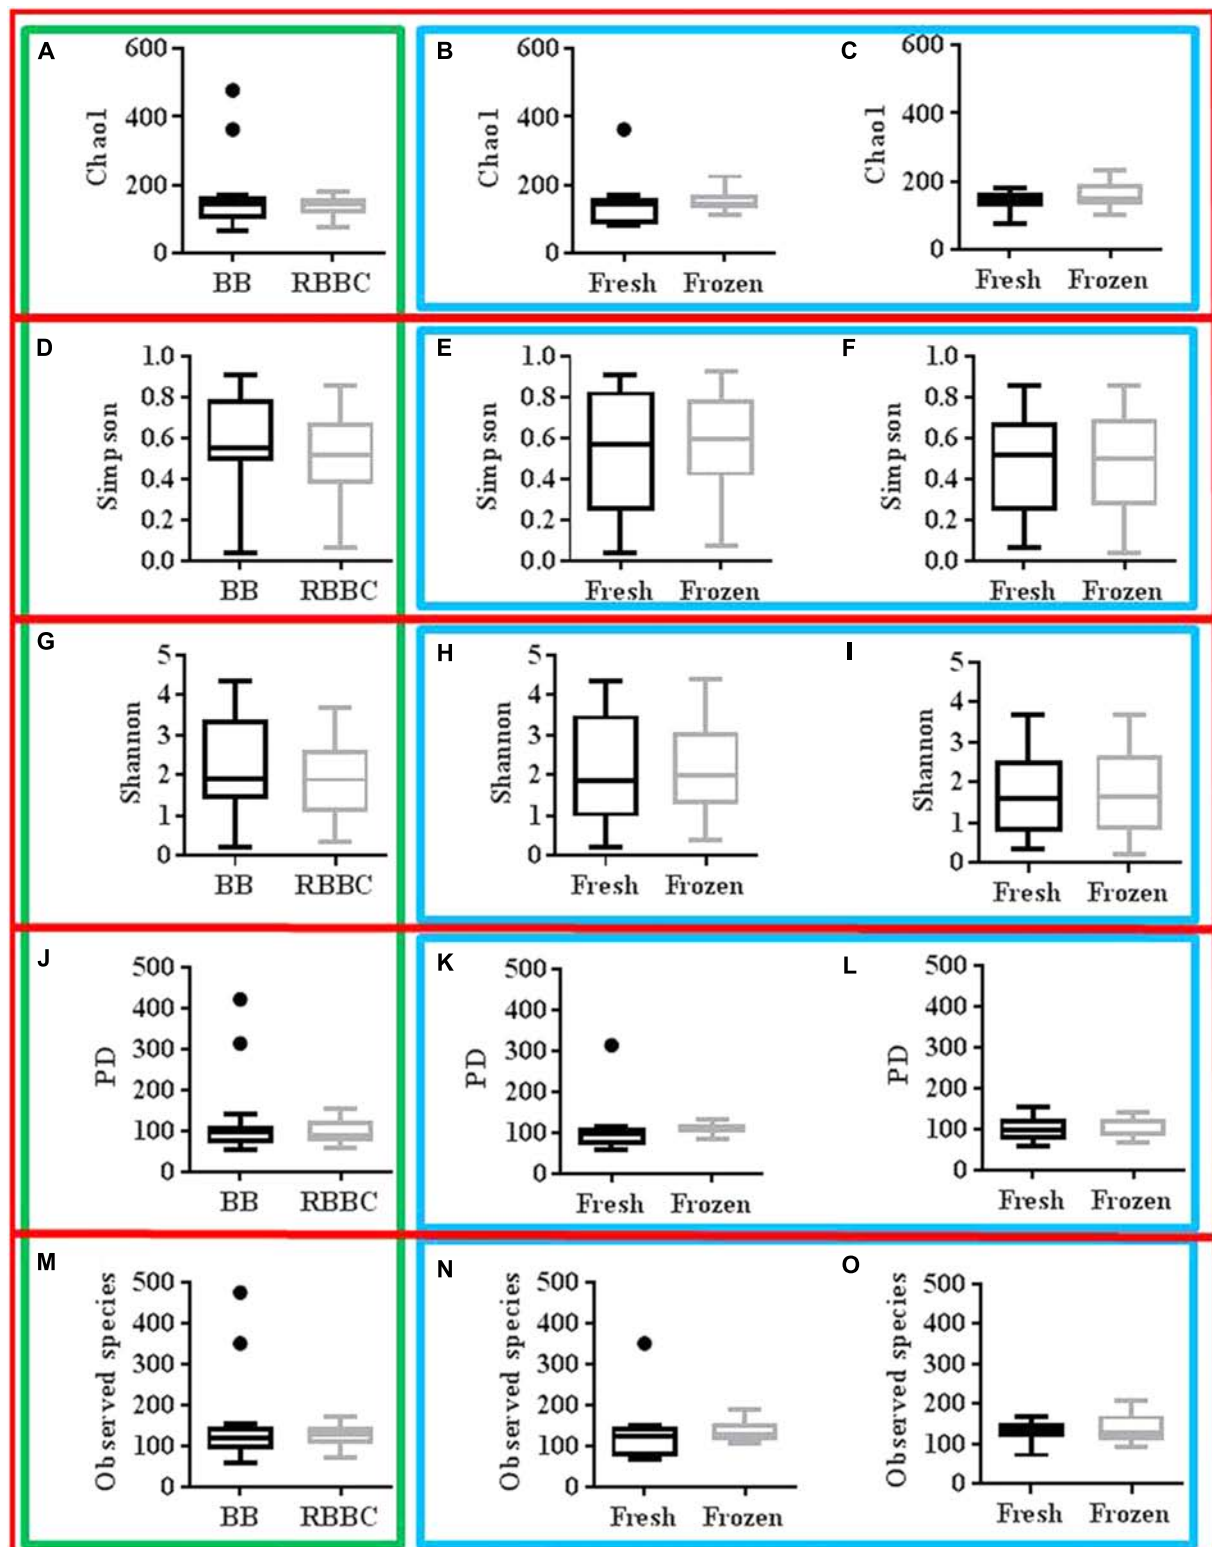 A
600
400
200
0
Chao1
BB RBBC
B
600
400
200
0
Chao1
Fresh Frozen
C
600
400
200
0
Chao1
Fresh Frozen
D
1.0
0.8
0.6
0.4
0.2
0.0
Simpson
BB RBBC
E
1.0
0.8
0.6
0.4
0.2
0.0
Simpson
Fresh Frozen
F
1.0
0.8
0.6
0.4
0.2
0.0
Simpson
Fresh Frozen
G
5
4
3
2
1
0
Shannon
BB RBBC
H
5
4
3
2
1
0
Shannon
Fresh Frozen
I
5
4
3
2
1
0
Shannon
Fresh Frozen
J
500
400
300
200
100
0
PD
BB RBBC
K
500
400
300
200
100
0
PD
Fresh Frozen
L
500
400
300
200
100
0
PD
Fresh Frozen
M
500
400
300
200
100
0
Observed species
BB RBBC
N
500
400
300
200
100
0
Observed species
Fresh Frozen
O
500
400
300
200
100
0
Observed species
Fresh Frozen